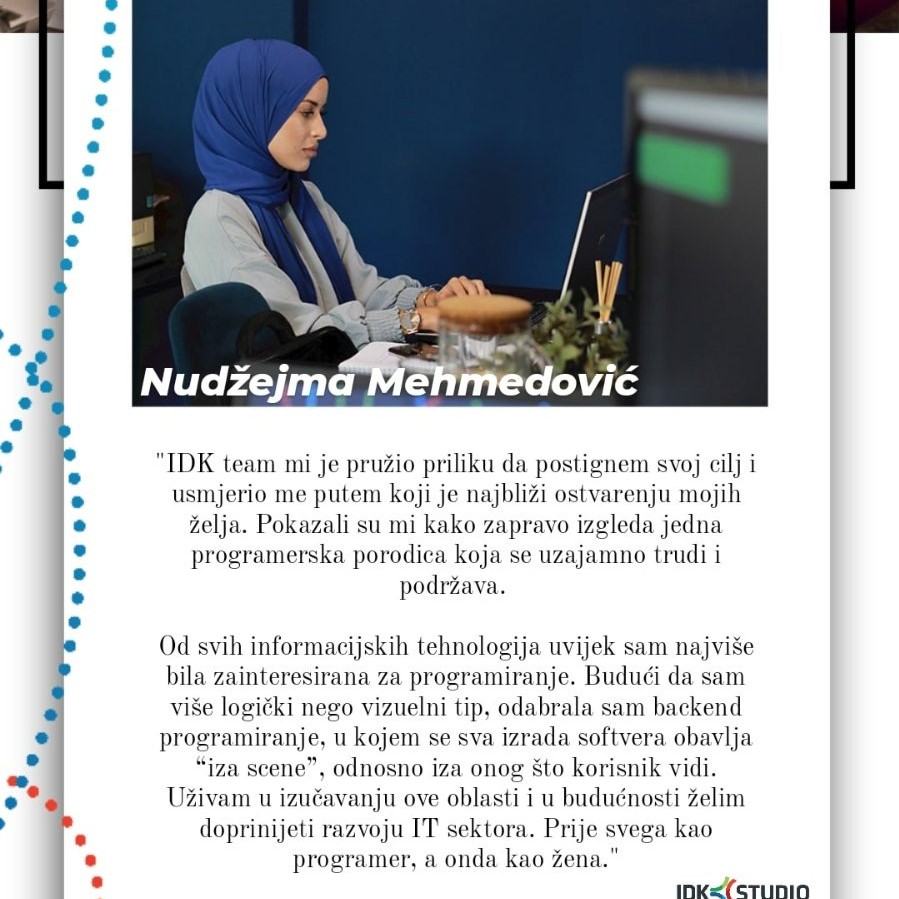 Nudžejma Mehmedović
"IDK team mi je pružio priliku da postignem svoj cilj i
usmjerio me putem koji je najbliži ostvarenju mojih
želja. Pokazali su mi kako zapravo izgleda jedna
programerska porodica koja se uzajamno trudi i
podržava.
Od svih informacijskih tehnologija uvijek sam najviše
bila zainteresirana za programiranje. Budući da sam
više logički nego vizuelni tip, odabrala sam backend
programiranje, u kojem se sva izrada softvera obavlja
“iza scene”, odnosno iza onog što korisnik vidi.
Uživam u izučavanju ove oblasti i u budućnosti želim
doprinijeti razvoju IT sektora. Prije svega kao
programer, a onda kao žena."
IDK STUDIO